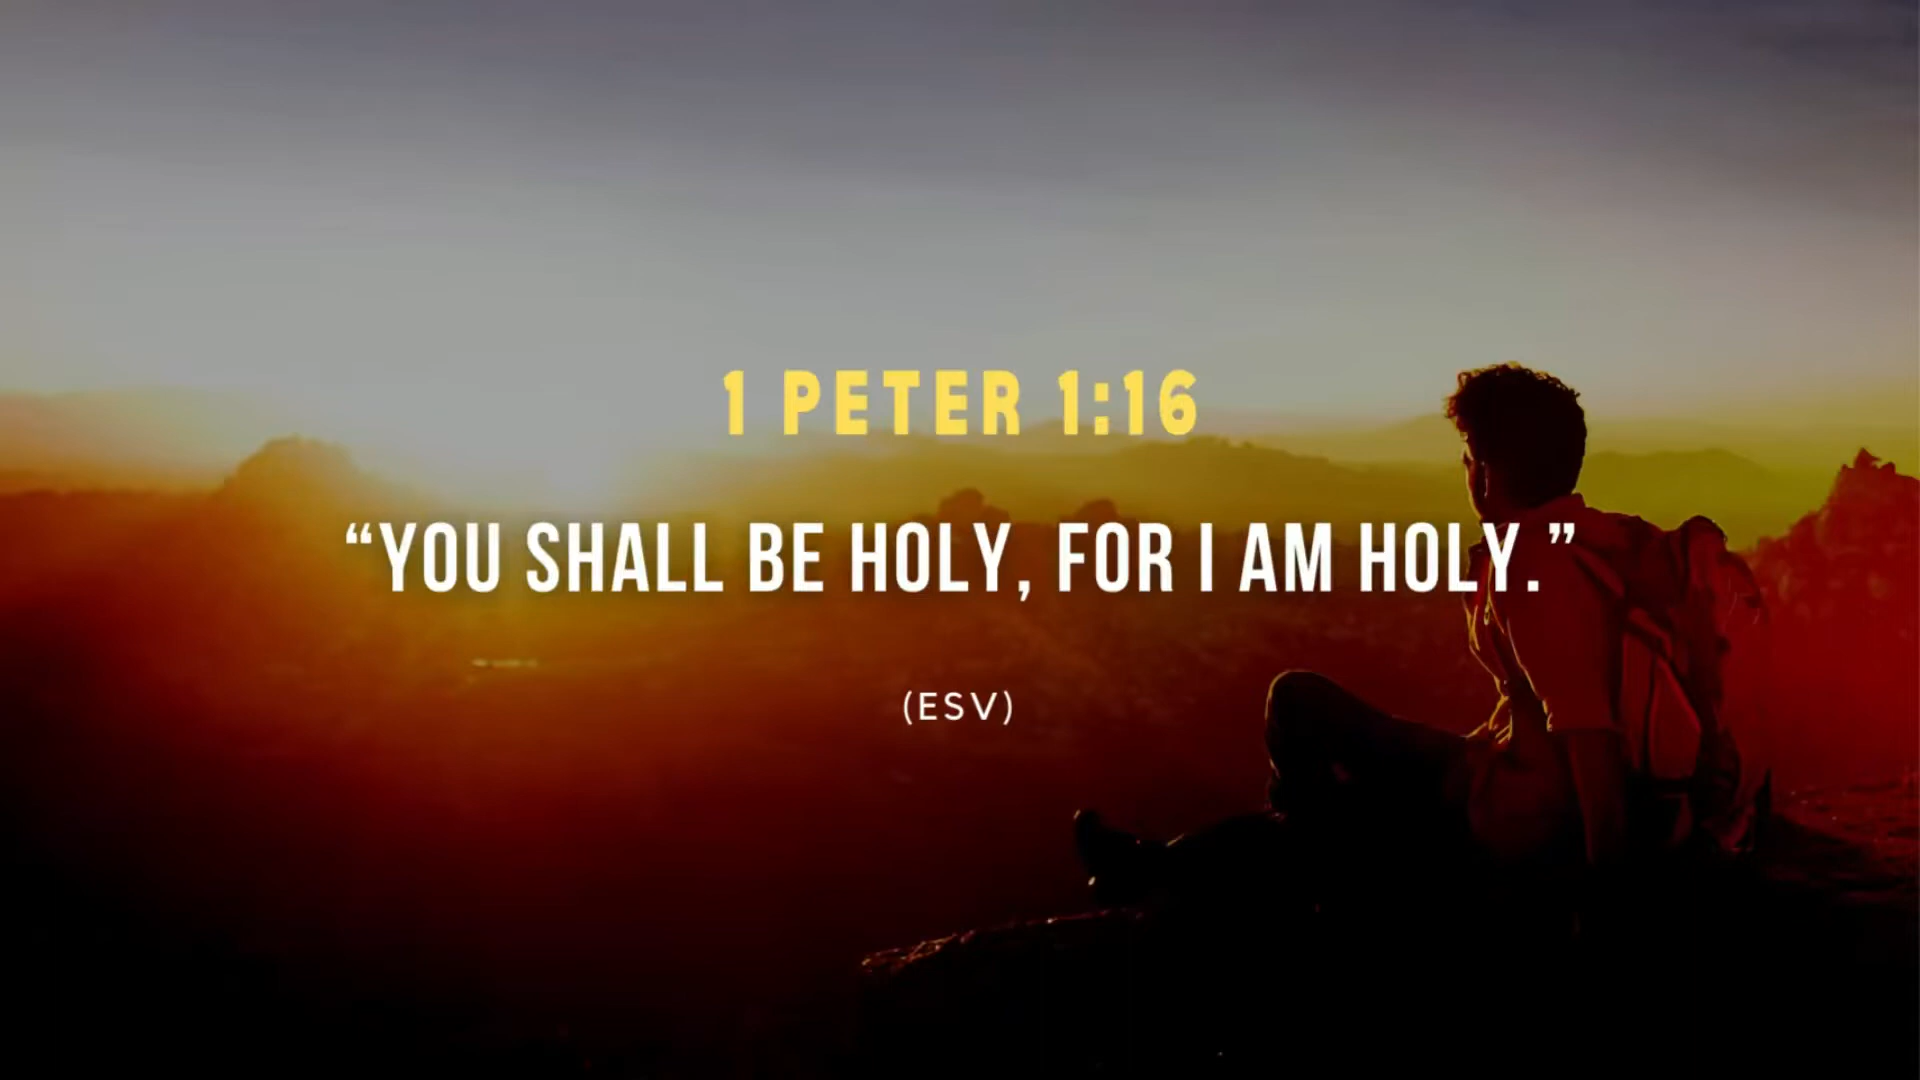 1 PETER 1:16
“YOU SHALL BE HOLY, FOR I AM HOLY.”
(ESV)